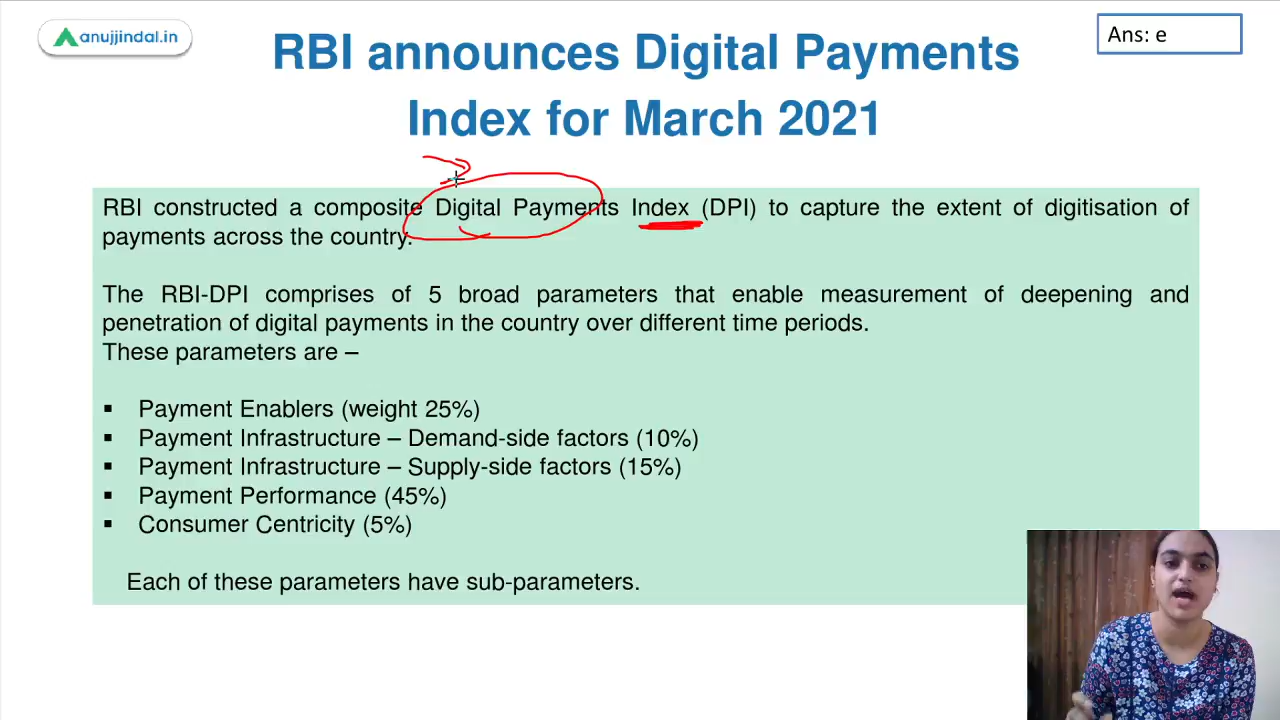 anujjindal.in
Ans: e
RBI announces Digital Payments
Index for March 2021
RBI constructed a composite Digital Payments Index (DPI) to capture the extent of digitisation of
payments across the country.
The RBI-DPI comprises of 5 broad parameters that enable measurement of deepening and
penetration of digital payments in the country over different time periods.
These parameters are –
▪ Payment Enablers (weight 25%)
▪ Payment Infrastructure – Demand-side factors (10%)
▪ Payment Infrastructure – Supply-side factors (15%)
▪ Payment Performance (45%)
▪ Consumer Centricity (5%)
Each of these parameters have sub-parameters.